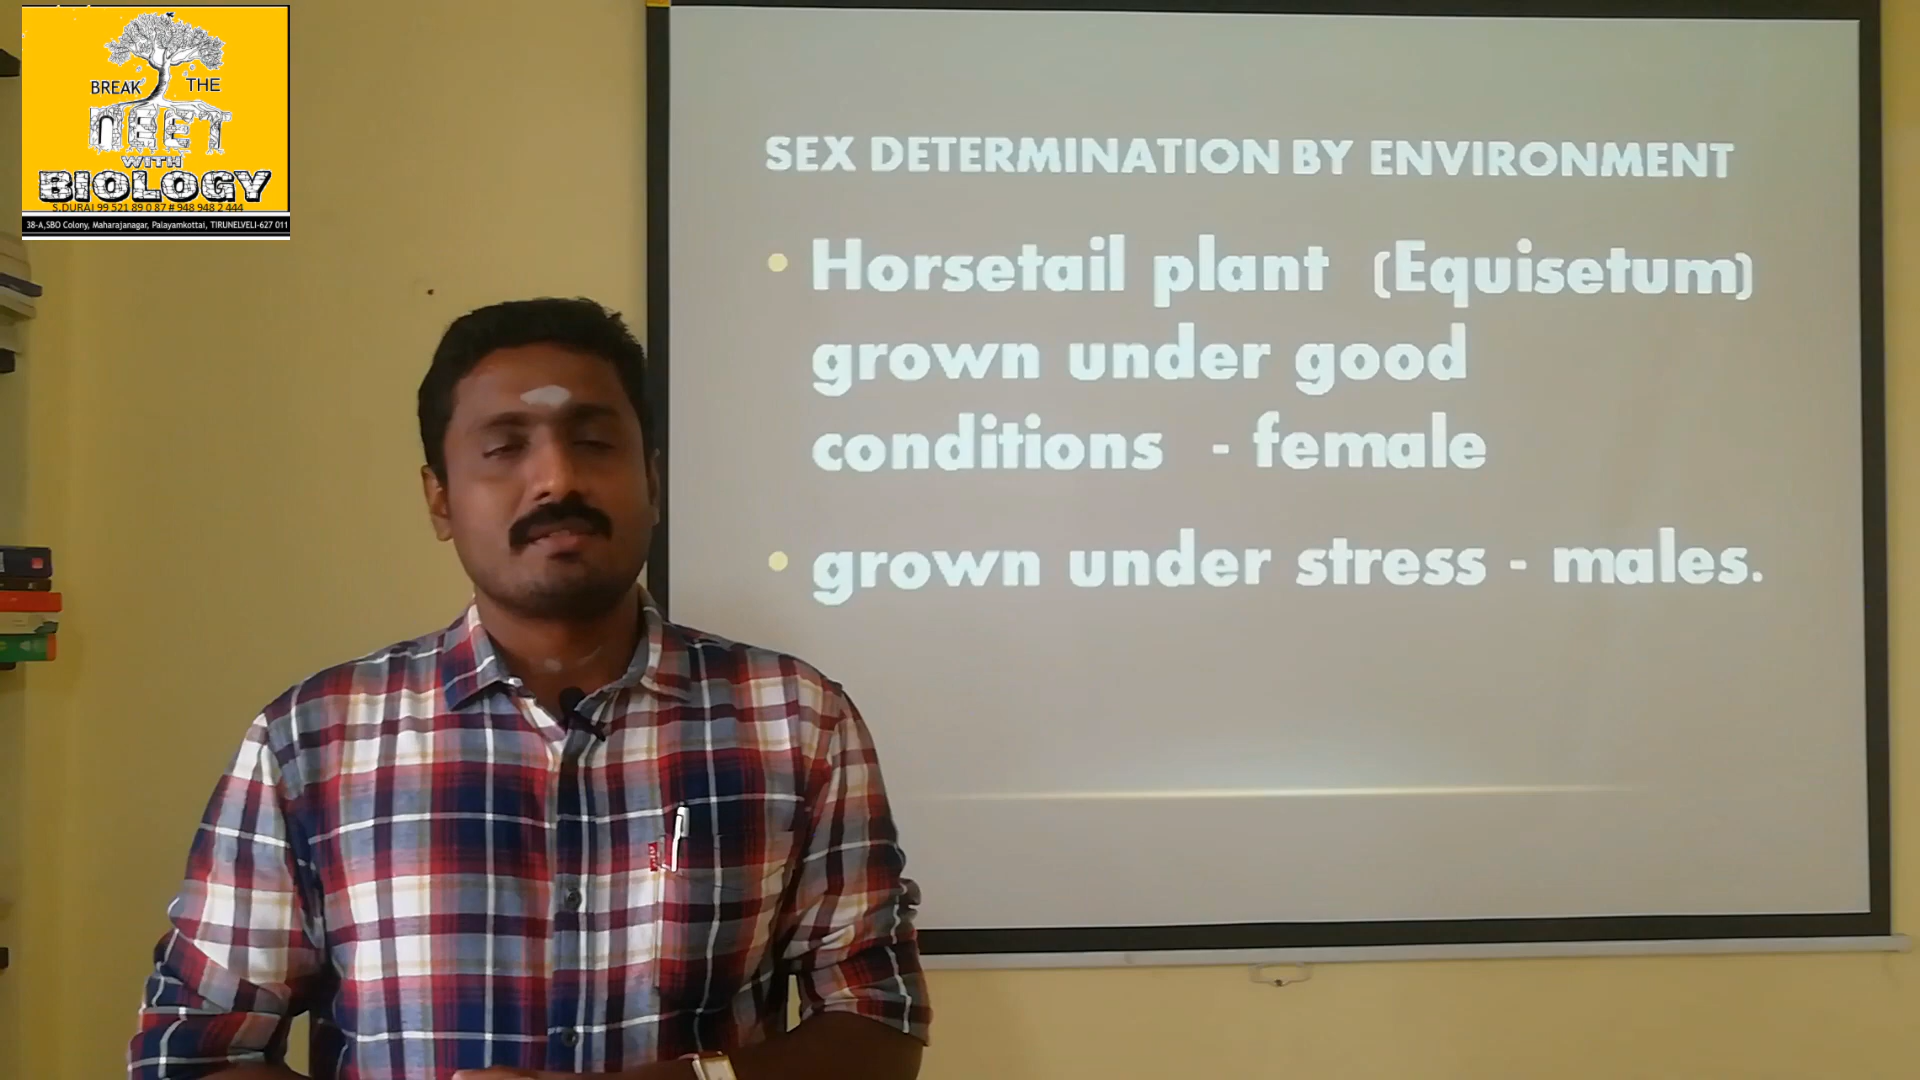 BREAK THE
NEET
WITH
BIOLOGY
S.DURAI 99 521 89 0 87 # 948 948 2 444
38-A,SBO Colony, Maharajanagar, Palayamkottai, TIRUNELVELI-627 011
SEX DETERMINATION BY ENVIRONMENT
• Horsetail plant (Equisetum)
grown under good
conditions - female
• grown under stress - males.